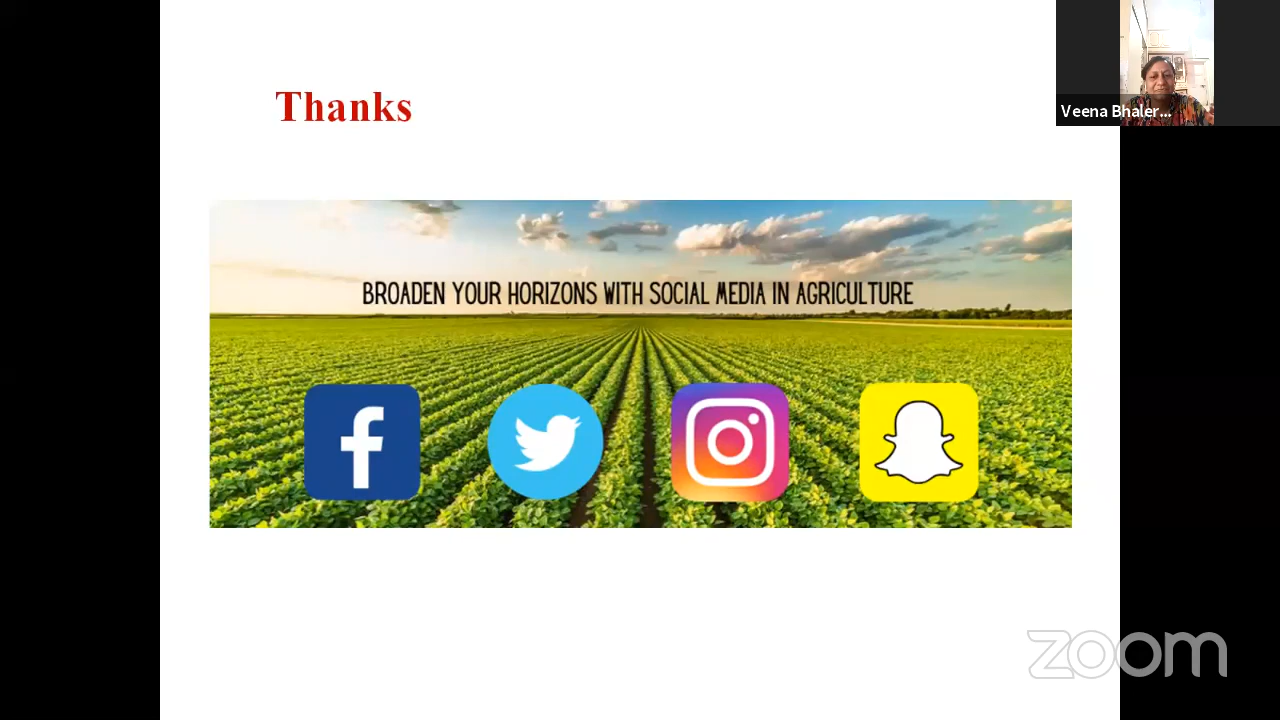 Thanks
Veena Bhaler...
BROADEN YOUR HORIZONS WITH SOCIAL MEDIA IN AGRICULTURE
f
zoom